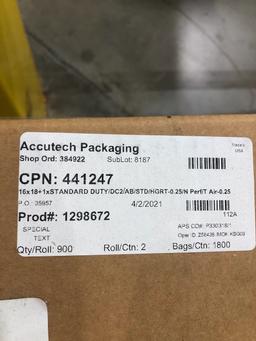 Accutech Packaging
Shop Ord: 384922 SubLot: 8187
CPN: 441247
16x18+1xSTANDARD DUTY/DC2/AB/STD/HGRT-0.25/N Perf/T Air-0.25
P.O.: 35957 4/2/2021
Prod#: 1298672 112A
SPECIAL
TEXT
Qty/Roll: 900 Roll/Ctn: 2 Bags/Ctn: 1800